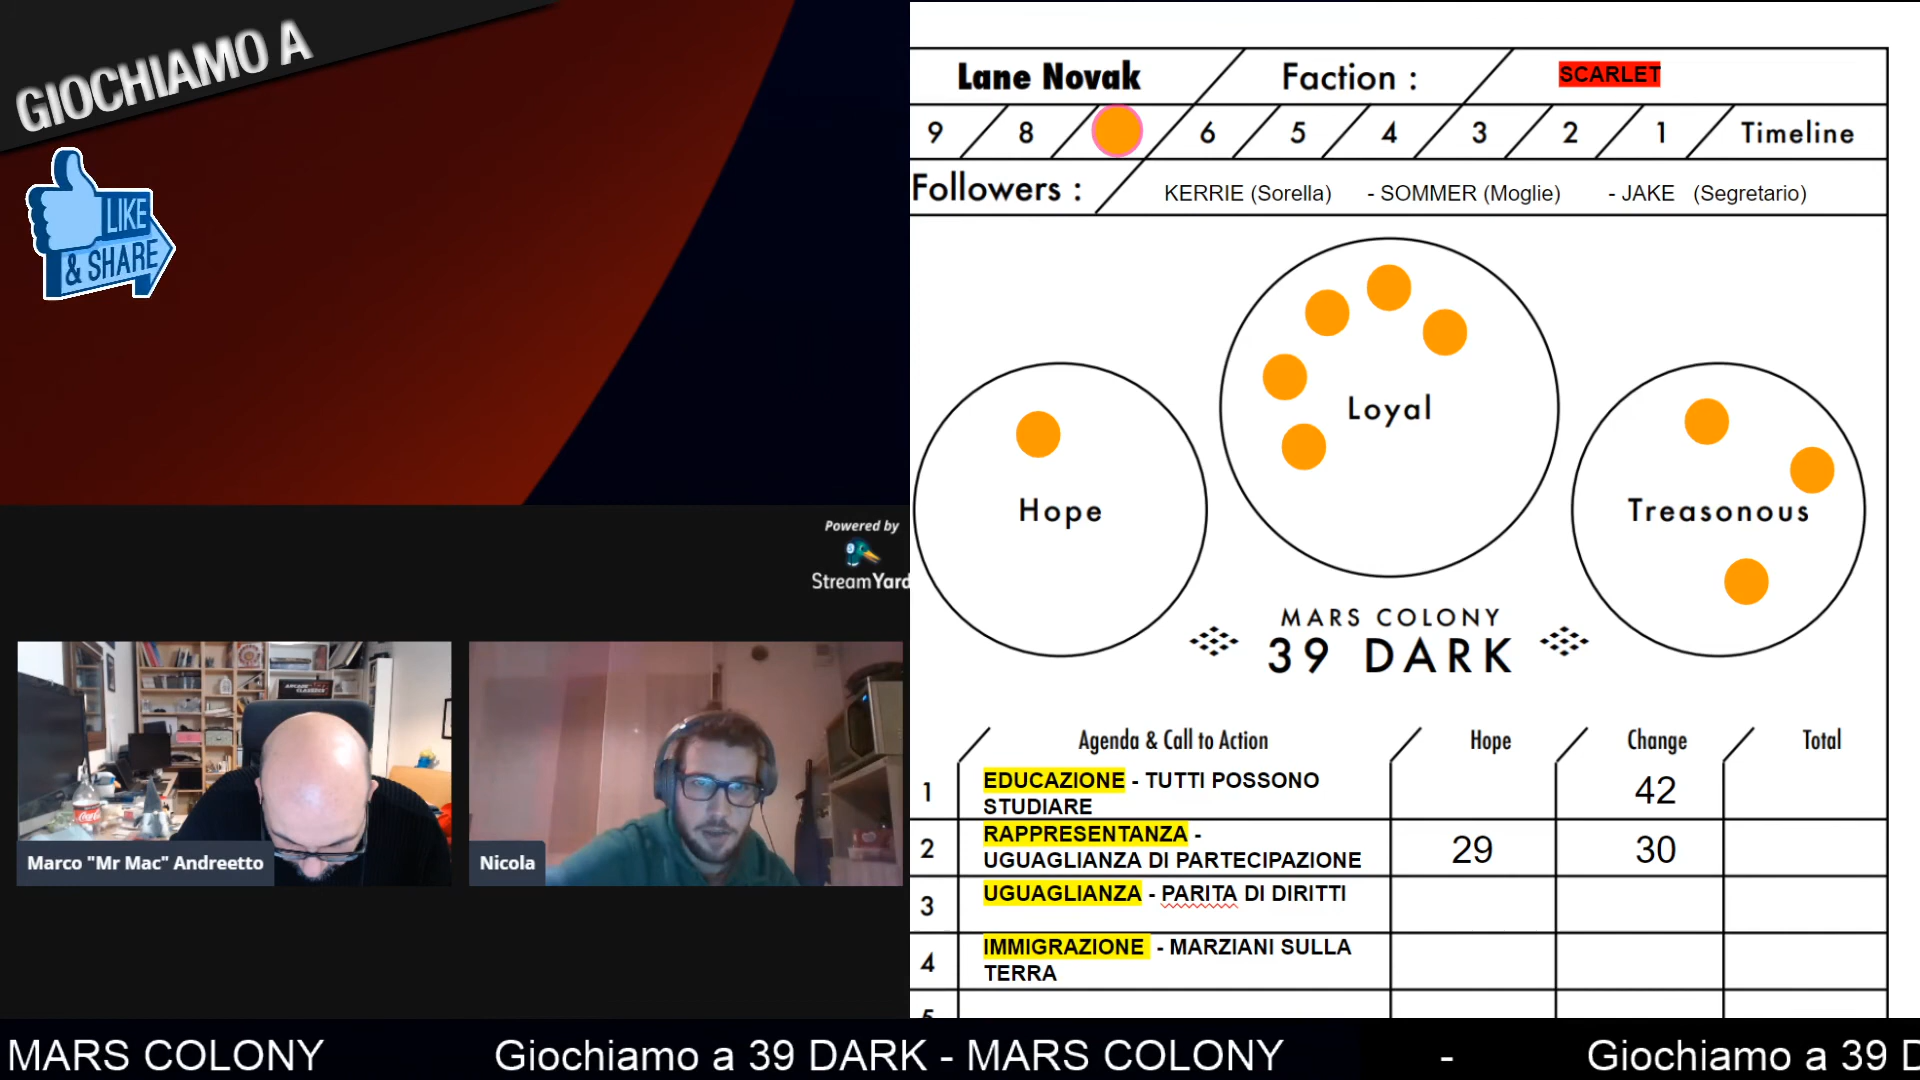 GIOCHIAMO A
LIKE
& SHARE
Powered by
StreamYard
Marco "Mr Mac" Andreetto
Nicola
Lane Novak Faction : SCARLET
9 8 6 5 4 3 2 1 Timeline
Followers : KERRIE (Sorella) - SOMMER (Moglie) - JAKE (Segretario)
Loyal
Hope
Treasonous
MARS COLONY
39 DARK
Agenda & Call to Action Hope Change Total
1 EDUCAZIONE - TUTTI POSSONO
STUDIARE 42
2 RAPPRESENTANZA -
UGUAGLIANZA DI PARTECIPAZIONE 29 30
3 UGUAGLIANZA - PARITA DI DIRITTI
4 IMMIGRAZIONE - MARZIANI SULLA
TERRA
5
MARS COLONY Giochiamo a 39 DARK - MARS COLONY - Giochiamo a 39 D